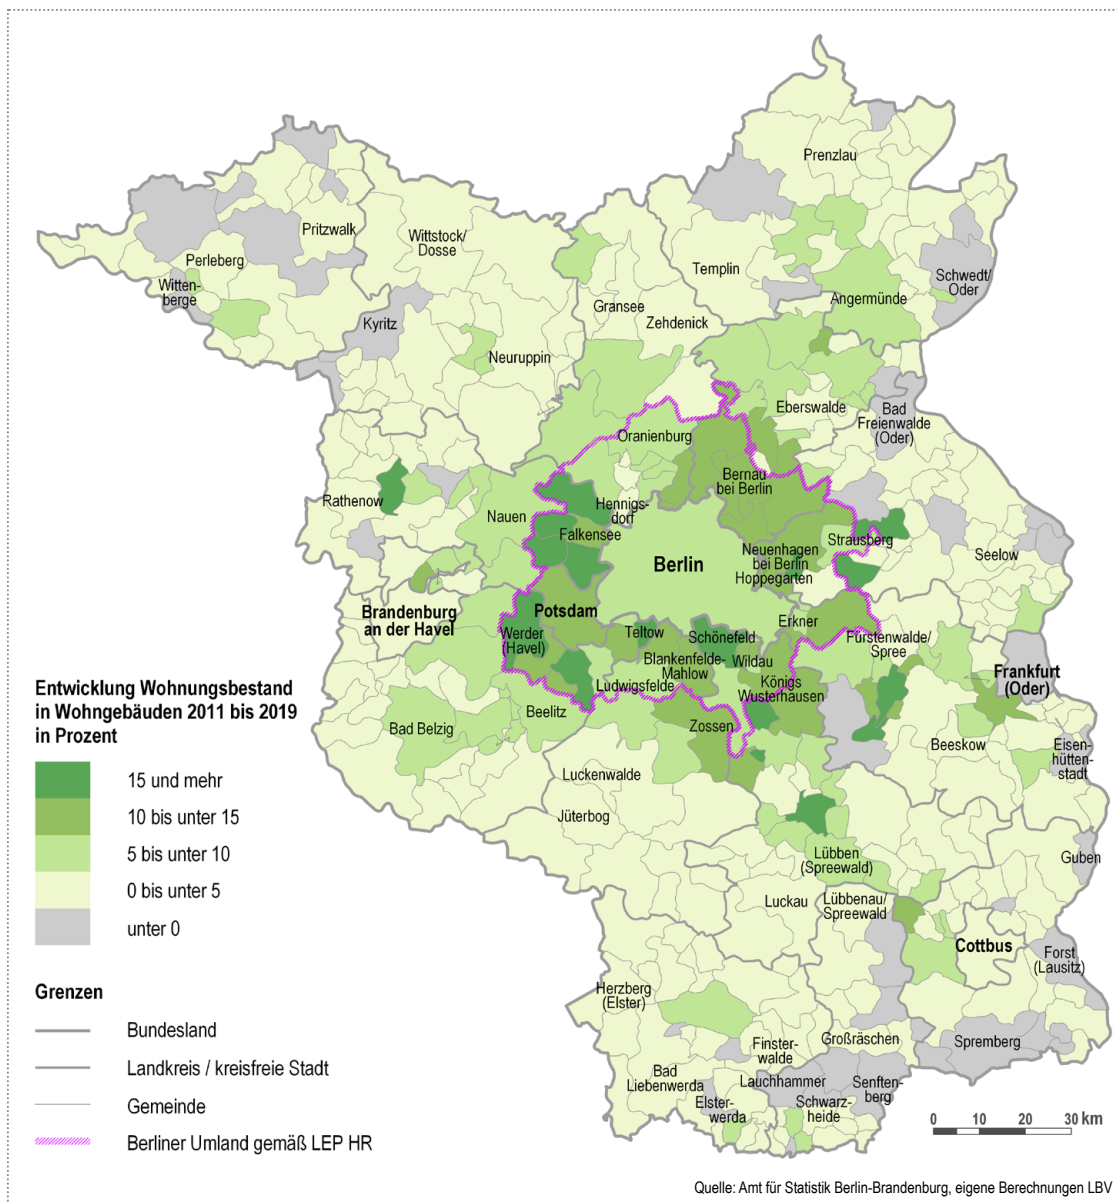 Prenzlau
Pritzwalk
Wittstock/
Dosse
Perleberg
Templin
Schwedt/
Oder
Witten-
berge
Angermünde
Gransee
Zehdenick
Kyritz
Neuruppin
Eberswalde
Bad
Freienwalde
(Oder)
Oranienburg
Bernau
bei Berlin
Rathenow
Nauen
Hennigs-
dorf
Falkensee
Strausberg
Seelow
Neuenhagen
bei Berlin
Hoppegarten
Berlin
Brandenburg
an der Havel
Potsdam
Werder
(Havel)
Teltow
Schönefeld
Erkner
Fürstenwalde/
Spree
Blankenfelde-
Mahlow
Wildau
Ludwigsfelde
Königs
Wusterhausen
Frankfurt
(Oder)
Beelitz
Bad Belzig
Zossen
Beeskow
Eisen-
hütten-
stadt
Luckenwalde
Jüterbog
Lübben
(Spreewald)
Guben
Luckau
Lübbenau/
Spreewald
Cottbus
Forst
(Lausitz)
Herzberg
(Elster)
Finster-
walde
Großräschen
Spremberg
Bad
Liebenwerda
Lauchhammer
Senften-
berg
Elster-
werda
Schwarz-
heide
Entwicklung Wohnungsbestand
in Wohngebäuden 2011 bis 2019
in Prozent
15 und mehr
10 bis unter 15
5 bis unter 10
0 bis unter 5
unter 0
Grenzen
Bundesland
Landkreis / kreisfreie Stadt
Gemeinde
Berliner Umland gemäß LEP HR
0 10 20 30 km
Quelle: Amt für Statistik Berlin-Brandenburg, eigene Berechnungen LBV